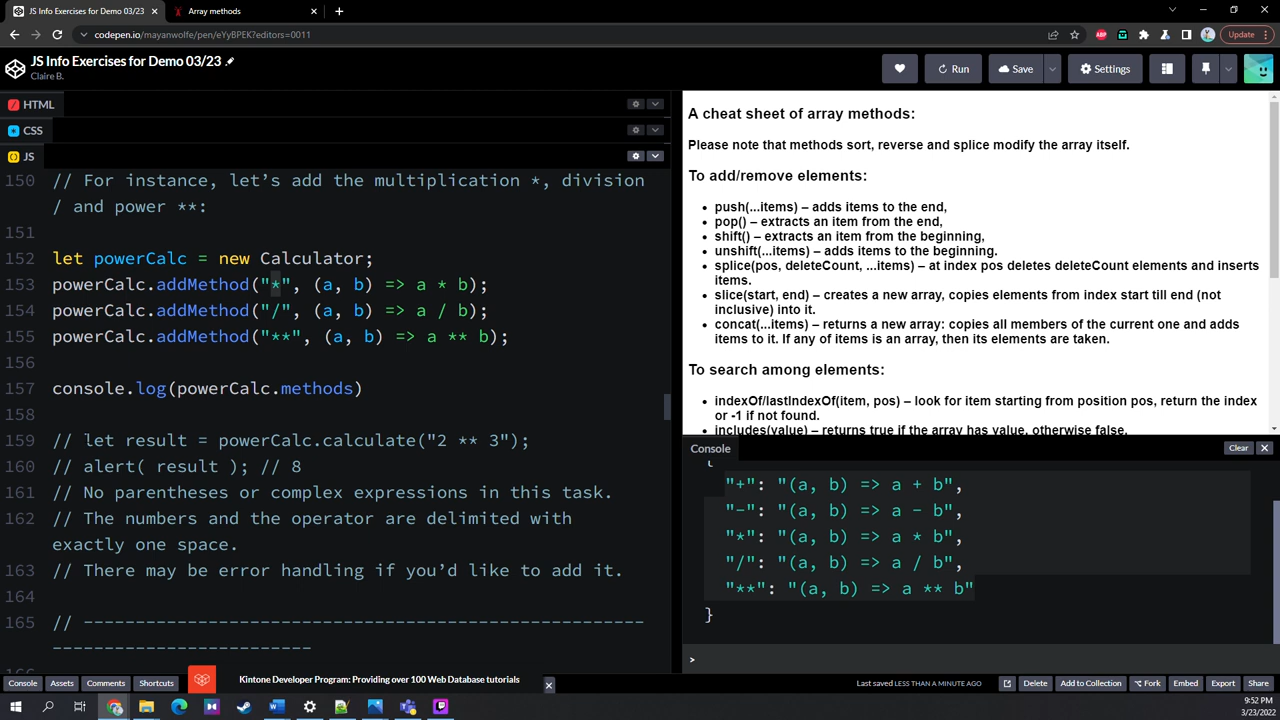 JS Info Exercises for Demo 03/23
Array methods
codepen.io/mayanwolfe/pen/eYyBPEK?editors=0011
ABP
Update
JS Info Exercises for Demo 03/23
Claire B.
Run
Save
Settings
HTML
CSS
JS
150 // For instance, let’s add the multiplication *, division
/ and power **:
151
152 let powerCalc = new Calculator;
153 powerCalc.addMethod("*", (a, b) => a * b);
154 powerCalc.addMethod("/", (a, b) => a / b);
155 powerCalc.addMethod("**", (a, b) => a ** b);
156
157 console.log(powerCalc.methods)
158
159 // let result = powerCalc.calculate("2 ** 3");
160 // alert( result ); // 8
161 // No parentheses or complex expressions in this task.
162 // The numbers and the operator are delimited with
exactly one space.
163 // There may be error handling if you’d like to add it.
164
165 // ------------------------------------------------------
-------------------------
A cheat sheet of array methods:
Please note that methods sort, reverse and splice modify the array itself.
To add/remove elements:
• push(...items) – adds items to the end,
• pop() – extracts an item from the end,
• shift() – extracts an item from the beginning,
• unshift(...items) – adds items to the beginning.
• splice(pos, deleteCount, ...items) – at index pos deletes deleteCount elements and inserts
items.
• slice(start, end) – creates a new array, copies elements from index start till end (not
inclusive) into it.
• concat(...items) – returns a new array: copies all members of the current one and adds
items to it. If any of items is an array, then its elements are taken.
To search among elements:
• indexOf/lastIndexOf(item, pos) – look for item starting from position pos, return the index
or -1 if not found.
• includes(value) – returns true if the array has value, otherwise false.
Console
Clear
{
"+": "(a, b) => a + b",
"-": "(a, b) => a - b",
"*": "(a, b) => a * b",
"/": "(a, b) => a / b",
"**": "(a, b) => a ** b"
}
>
Console
Assets
Comments
Shortcuts
Kintone Developer Program: Providing over 100 Web Database tutorials
Last saved LESS THAN A MINUTE AGO
Delete
Add to Collection
Fork
Embed
Export
Share
9:52 PM
3/23/2022